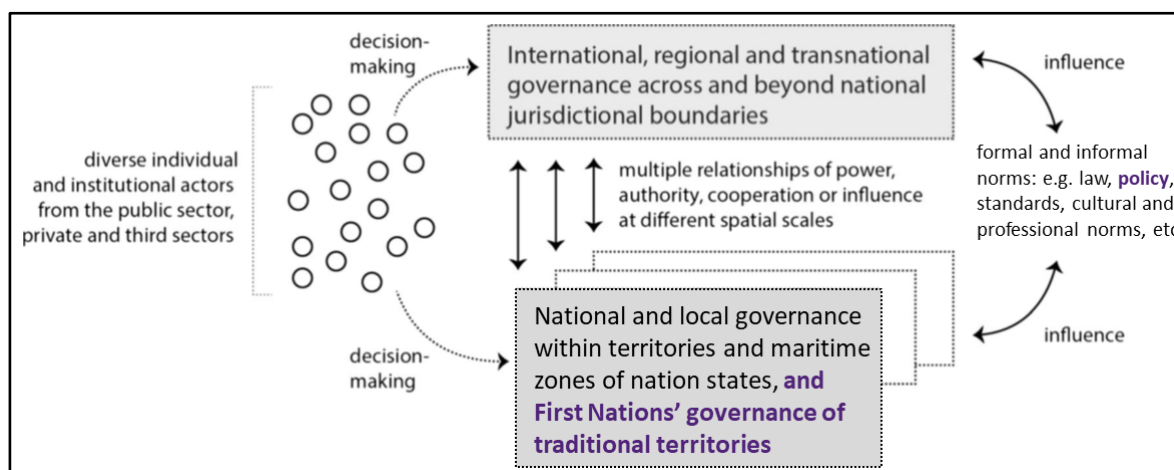 decision-
making
International, regional and transnational
governance across and beyond national
jurisdictional boundaries
influence
diverse individual
and institutional actors
from the public sector,
private and third sectors
multiple relationships of power,
authority, cooperation or influence
at different spatial scales
formal and informal
norms: e.g. law, policy,
standards, cultural and
professional norms, etc
National and local governance
within territories and maritime
zones of nation states, and
First Nations’ governance of
traditional territories
decision-
making
influence